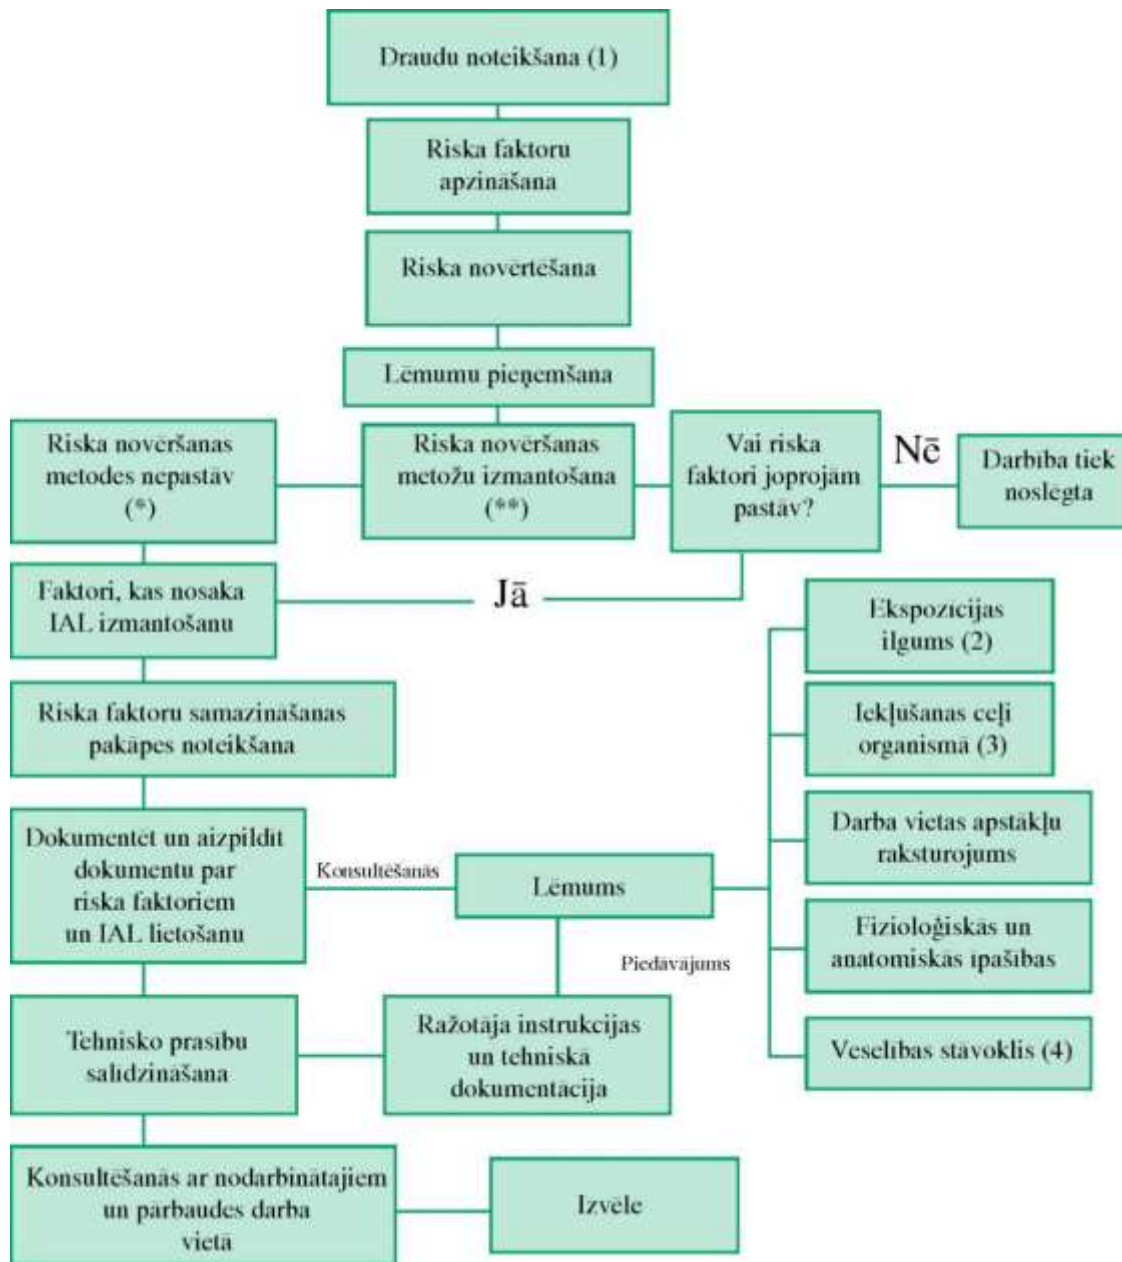 Draudu noteikšana (1)
Riska faktoru
apzināšana
Riska novērtēšana
Lēmumu pieņemšana
Riska novēršanas
metodes nepastāv
(*)
Riska novēršanas
metožu izmantošana
(**)
Vai riska
faktori joprojām
pastāv?
Nē
Darbība tiek
noslēgta
Faktori, kas nosaka
IAL izmantošanu
Jā
Ekspozīcijas
ilgums (2)
Riska faktoru samazināšanas
pakāpes noteikšana
Iekļūšanas ceļi
organismā (3)
Dokumentēt un aizpildīt
dokumentu par
riska faktoriem
un IAL lietošanu
Konsultēšanās
Lēmums
Darba vietas apstākļu
raksturojums
Fizioloģiskās un
anatomiskās īpašības
Piedāvājums
Tehnisko prasību
salīdzināšana
Ražotāja instrukcijas
un tehniskā
dokumentācija
Veselības stāvoklis (4)
Konsultēšanās ar nodarbinātajiem
un pārbaudes darba
vietā
Izvēle